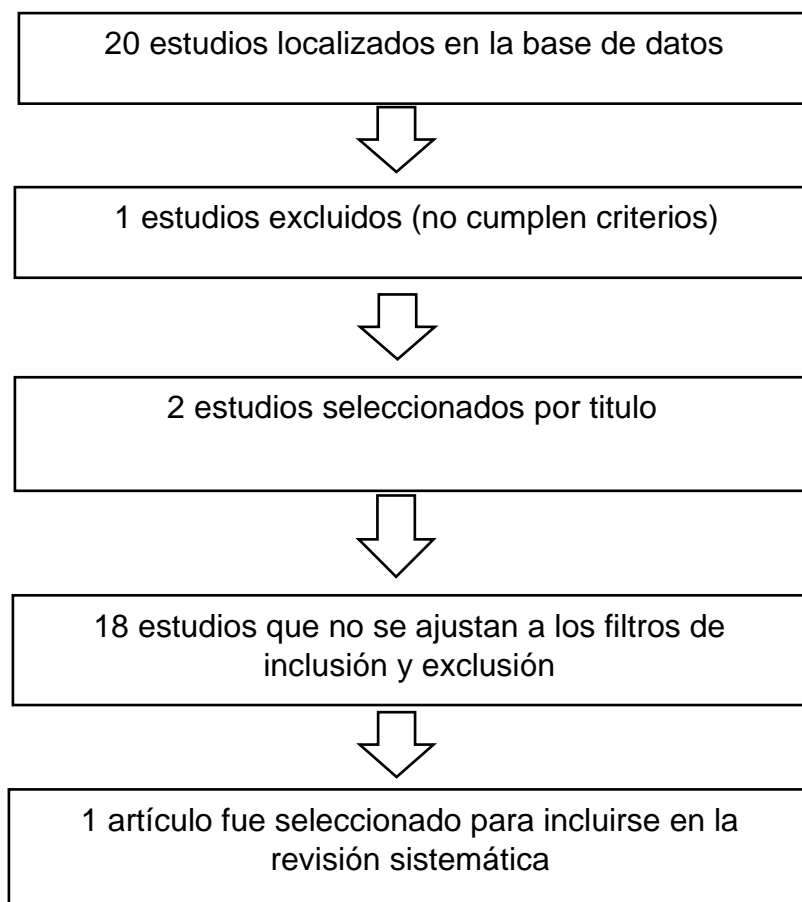 20 estudios localizados en la base de datos
1 estudios excluidos (no cumplen criterios)
2 estudios seleccionados por titulo
18 estudios que no se ajustan a los filtros de
inclusión y exclusión
1 artículo fue seleccionado para incluirse en la
revisión sistemática